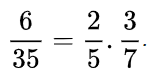 6/35 = 2/5 . 3/7.